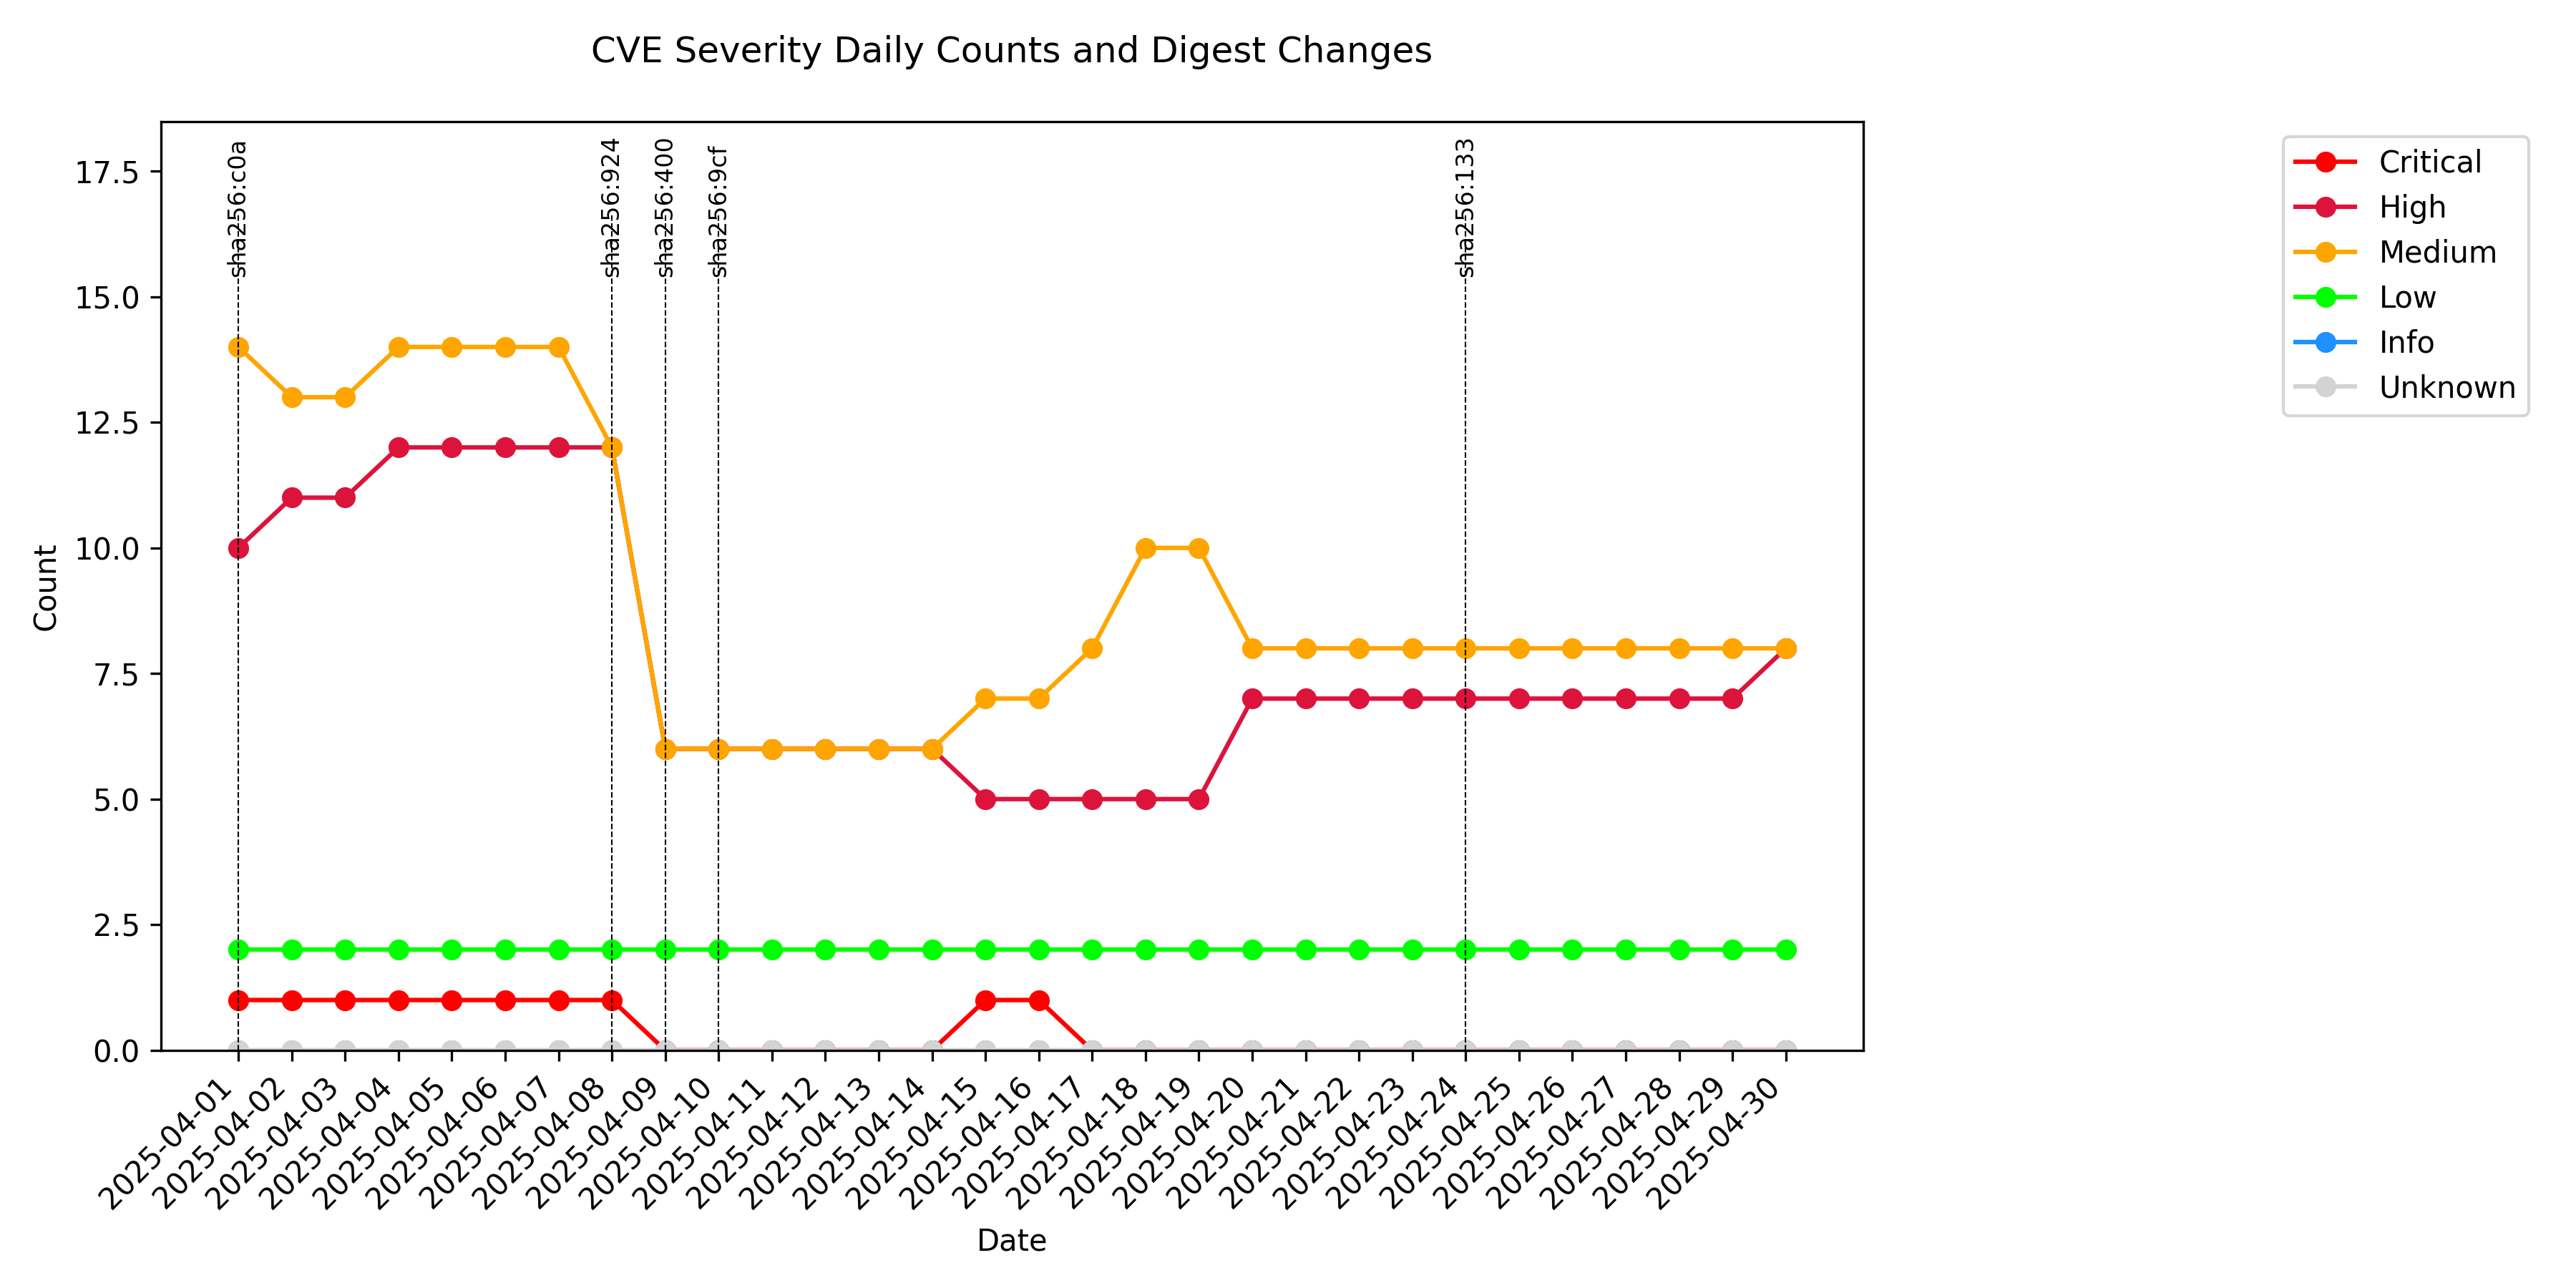 CVE Severity Daily Counts and Digest Changes
sha256:c0a
sha256:924
sha256:400
sha256:9cf
sha256:133
Critical
High
Medium
Low
Info
Unknown
Count
17.5
15.0
12.5
10.0
7.5
5.0
2.5
0.0
2025-04-01
2025-04-02
2025-04-03
2025-04-04
2025-04-05
2025-04-06
2025-04-07
2025-04-08
2025-04-09
2025-04-10
2025-04-11
2025-04-12
2025-04-13
2025-04-14
2025-04-15
2025-04-16
2025-04-17
2025-04-18
2025-04-19
2025-04-20
2025-04-21
2025-04-22
2025-04-23
2025-04-24
2025-04-25
2025-04-26
2025-04-27
2025-04-28
2025-04-29
2025-04-30
Date